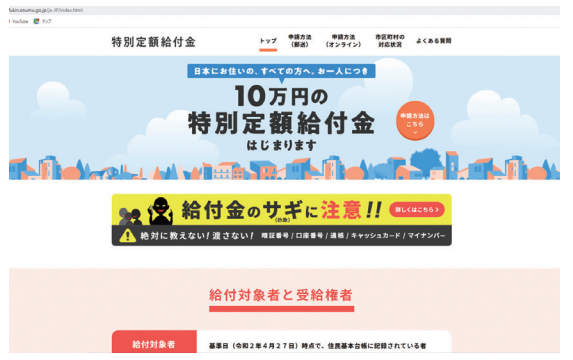 fukin.soumu.go.jp/ja-JP/index.html
YouTube マップ
特別定額給付金
トップ
申請方法
(郵送)
申請方法
(オンライン)
市区町村の
対応状況
よくある質問
日本にお住いの、すべての方へ。お一人につき
10万円の
特別定額給付金
はじまります
申請方法は
こちら
給付金のサギに注意!!
(詐欺)
詳しくはこちら
絶対に教えない!渡さない! 暗証番号/口座番号/通帳/キャッシュカード/マイナンバー
給付対象者と受給権者
給付対象者
基準日(令和2年4月27日)時点で、住民基本台帳に記録されている者